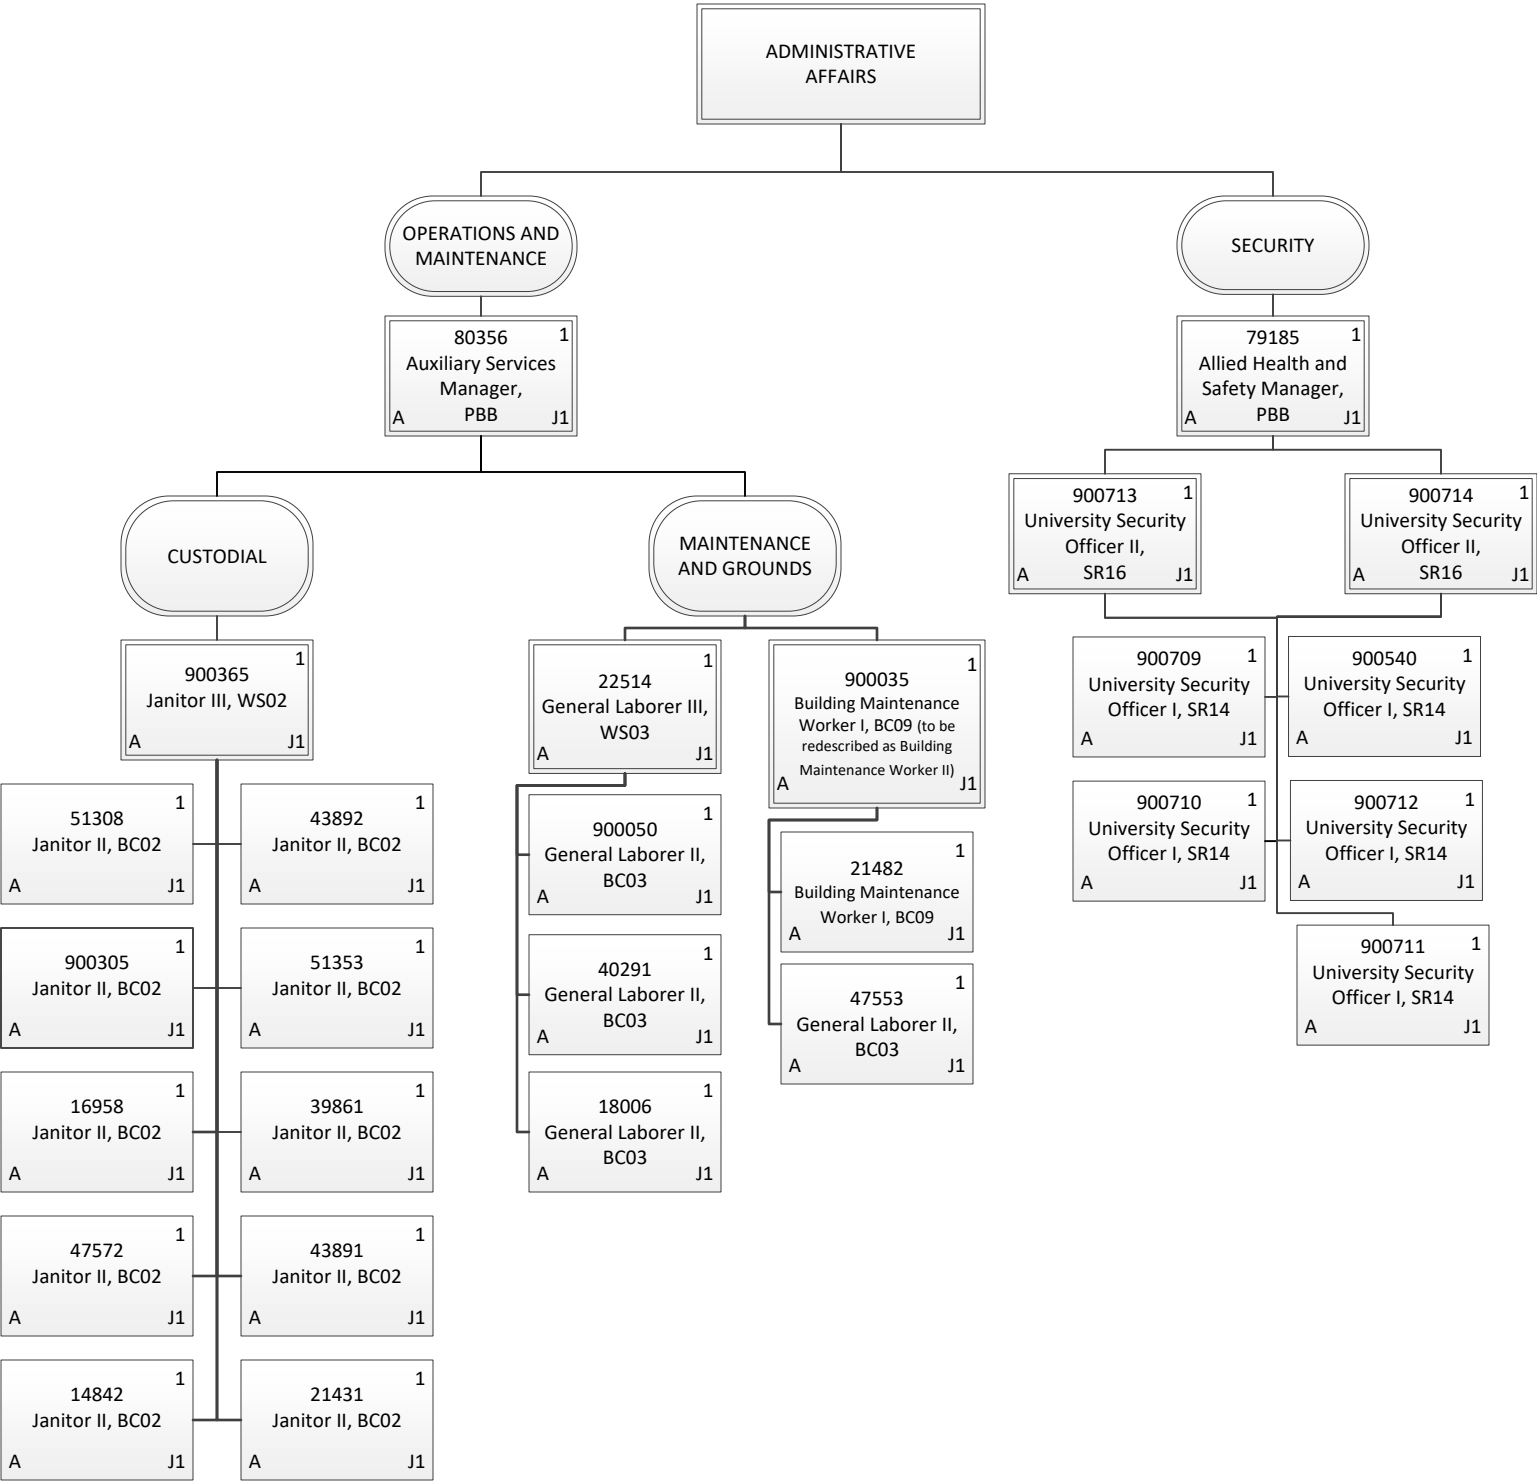 ADMINISTRATIVE
AFFAIRS
OPERATIONS AND
MAINTENANCE
SECURITY
80356 1
Auxiliary Services
Manager,
A PBB J1
79185 1
Allied Health and
Safety Manager,
A PBB J1
CUSTODIAL
MAINTENANCE
AND GROUNDS
900713 1
University Security
Officer II,
A SR16 J1
900714 1
University Security
Officer II,
A SR16 J1
900365 1
Janitor III, WS02
A J1
1
22514
General Laborer III,
WS03
A J1
1
900035
Building Maintenance
Worker I, BC09 (to be
redescribed as Building
Maintenance Worker II)
A J1
900709 1
University Security
Officer I, SR14
A J1
900540 1
University Security
Officer I, SR14
A J1
900710 1
University Security
Officer I, SR14
A J1
900712 1
University Security
Officer I, SR14
A J1
900711 1
University Security
Officer I, SR14
A J1
51308 1
Janitor II, BC02
A J1
43892 1
Janitor II, BC02
A J1
900305 1
Janitor II, BC02
A J1
51353 1
Janitor II, BC02
A J1
16958 1
Janitor II, BC02
A J1
39861 1
Janitor II, BC02
A J1
47572 1
Janitor II, BC02
A J1
43891 1
Janitor II, BC02
A J1
14842 1
Janitor II, BC02
A J1
21431 1
Janitor II, BC02
A J1
900050 1
General Laborer II,
BC03
A J1
40291 1
General Laborer II,
BC03
A J1
18006 1
General Laborer II,
BC03
A J1
21482 1
Building Maintenance
Worker I, BC09
A J1
47553 1
General Laborer II,
BC03
A J1